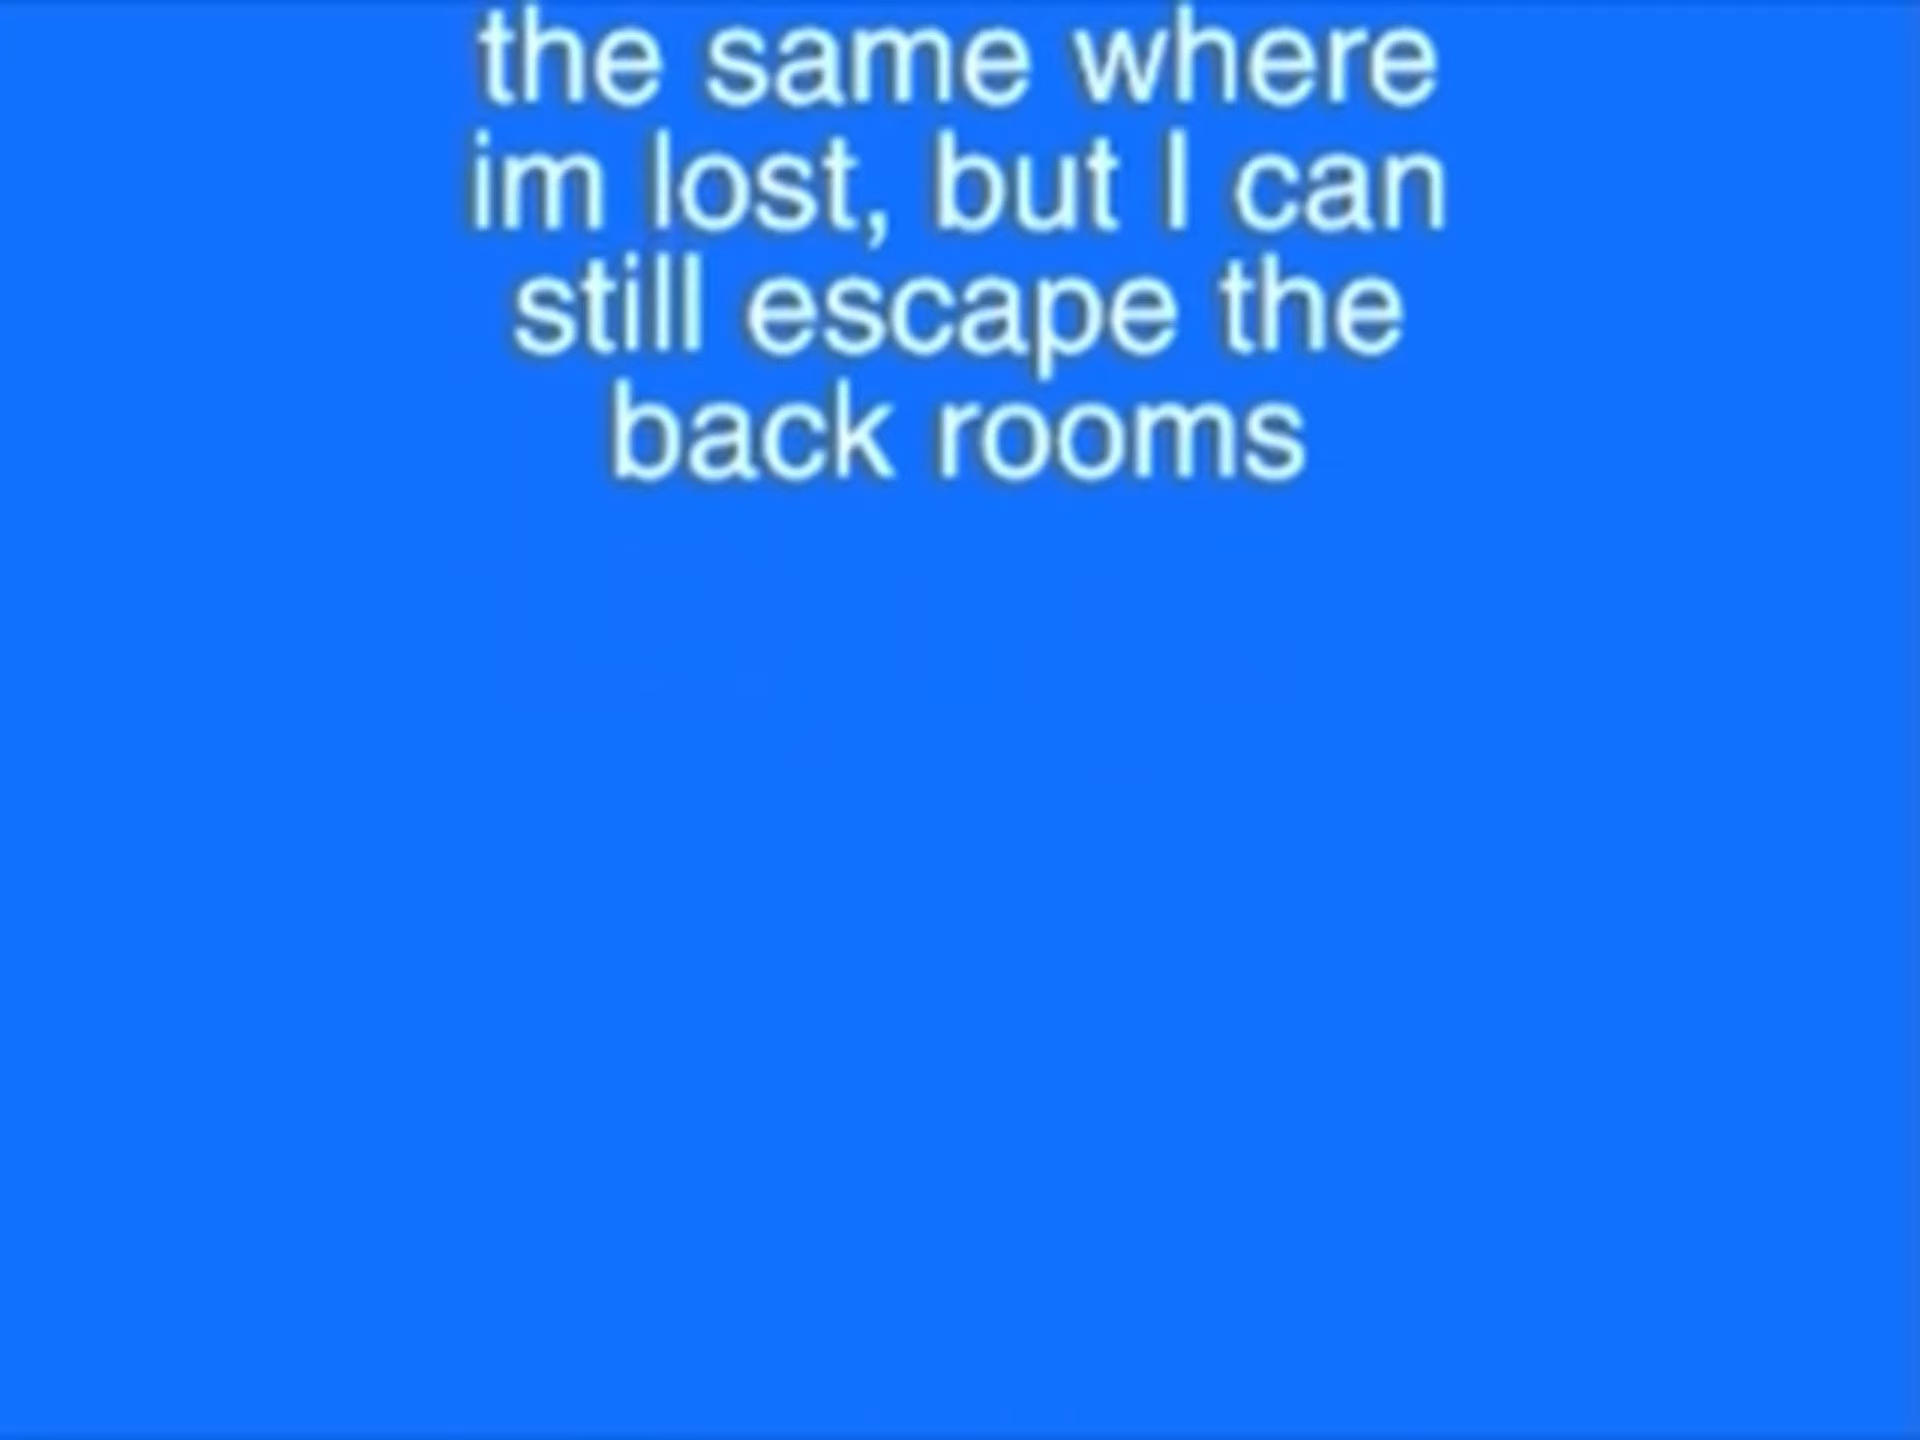 the same where
im lost, but I can
still escape the
back rooms